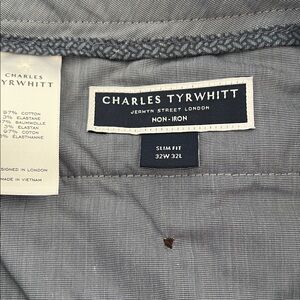 CHARLES
TYRWHITT
97% COTTON
3% ELASTANE
97% BAUMWOLLE
3% ELASTAN
97% COTON
3% ELASTHANNE
DESIGNED IN LONDON
MADE IN VIETNAM
CHARLES TYRWHITT
JERMYN STREET LONDON
NON-IRON
SLIM FIT
32W 32L